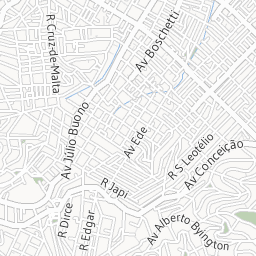 R Cruz-de-Malta
Av Boschetti
Av Júlio Buono
Av Ede
R S Leotélio
Av Conceição
R Japi
R Dirce
R Edgar
Av Alberto Byington